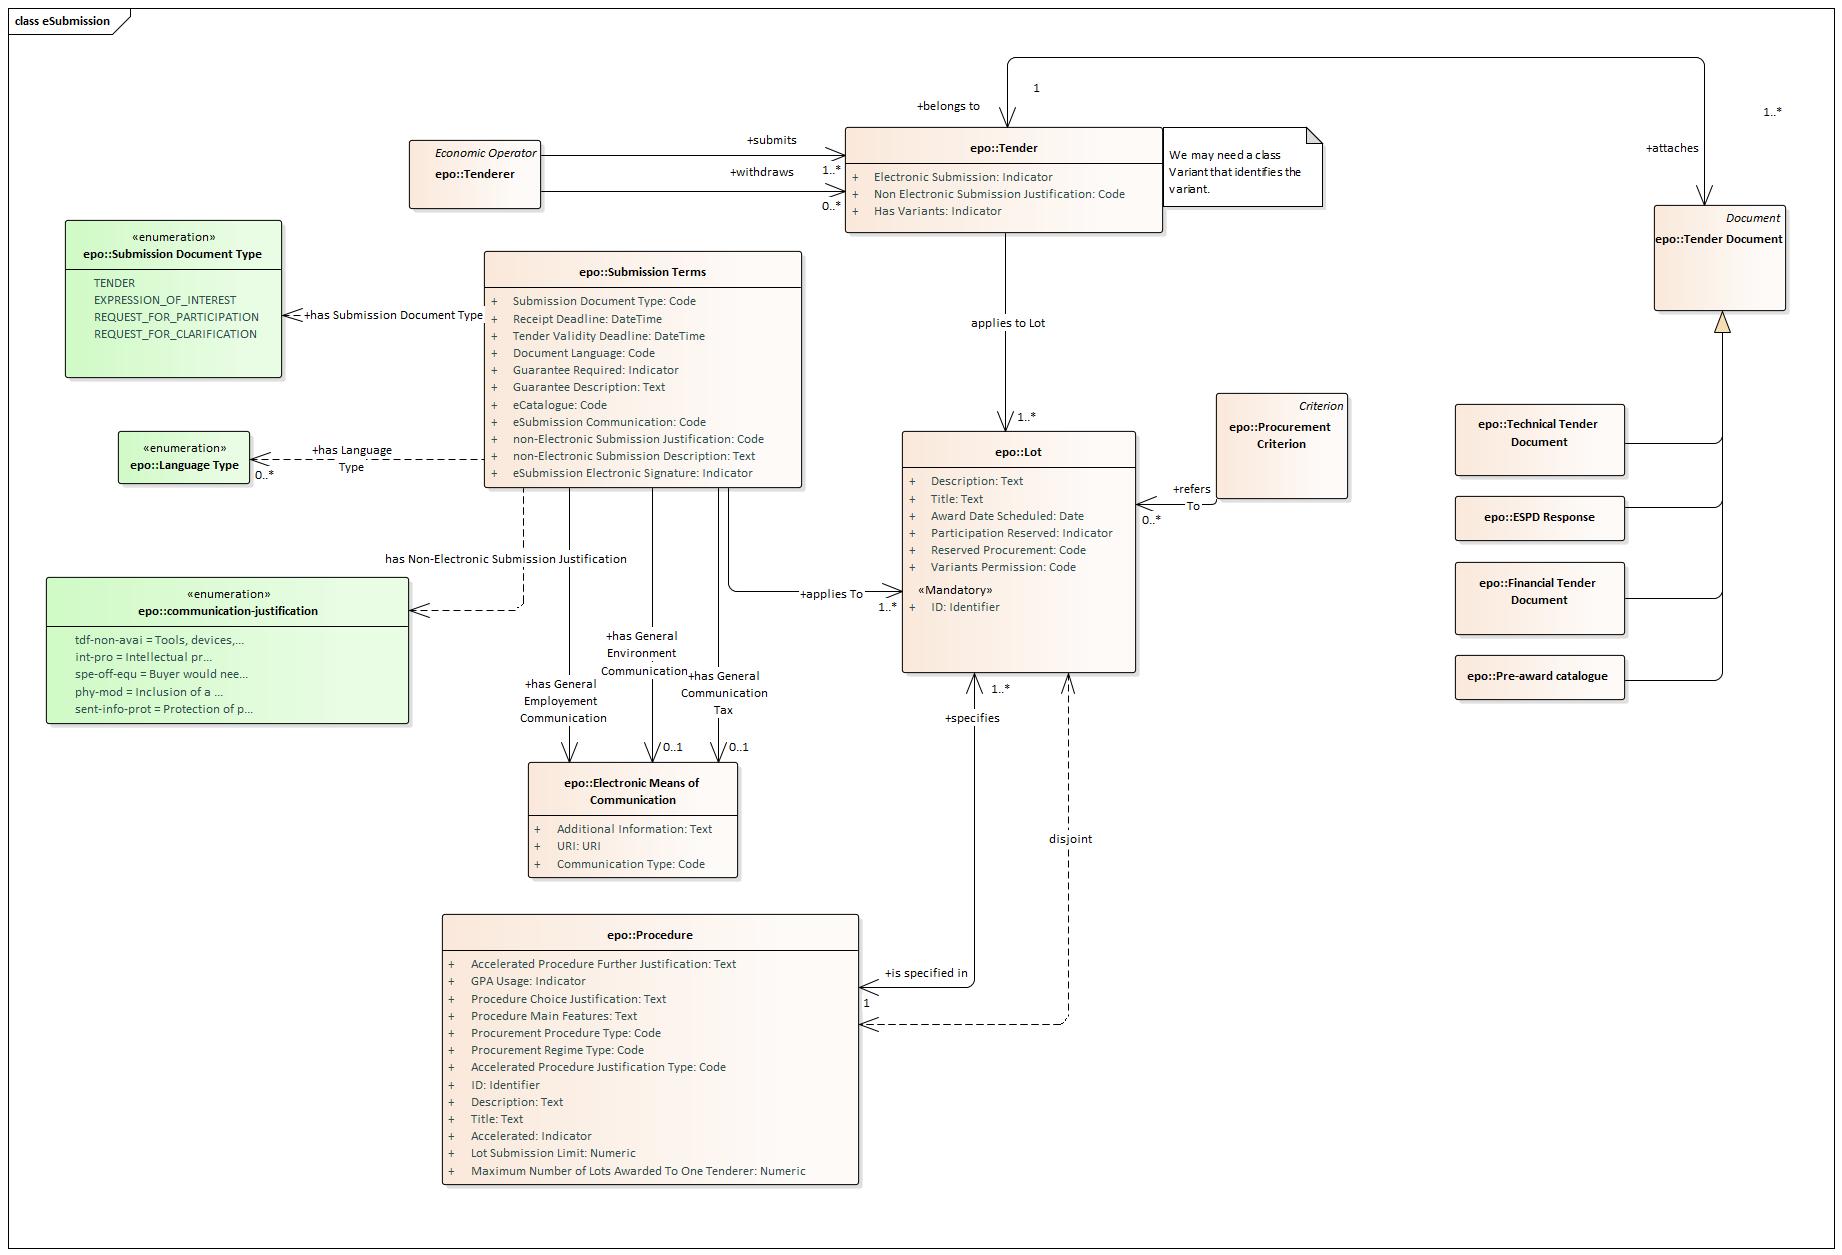 class eSubmission
1
+belongs to
1..*
+attaches
Economic Operator
epo::Tenderer
+submits
1..*
+withdraws
0..*
epo::Tender
+ Electronic Submission: Indicator
+ Non Electronic Submission Justification: Code
+ Has Variants: Indicator
We may need a class
Variant that identifies the
variant.
Document
epo::Tender Document
«enumeration»
epo::Submission Document Type
TENDER
EXPRESSION_OF_INTEREST
REQUEST_FOR_PARTICIPATION
REQUEST_FOR_CLARIFICATION
+has Submission Document Type
epo::Submission Terms
+ Submission Document Type: Code
+ Receipt Deadline: DateTime
+ Tender Validity Deadline: DateTime
+ Document Language: Code
+ Guarantee Required: Indicator
+ Guarantee Description: Text
+ eCatalogue: Code
+ eSubmission Communication: Code
+ non-Electronic Submission Justification: Code
+ non-Electronic Submission Description: Text
+ eSubmission Electronic Signature: Indicator
applies to Lot
1..*
«enumeration»
epo::Language Type
+has Language
Type
0..*
epo::Lot
+ Description: Text
+ Title: Text
+ Award Date Scheduled: Date
+ Participation Reserved: Indicator
+ Reserved Procurement: Code
+ Variants Permission: Code
«Mandatory»
+ ID: Identifier
Criterion
epo::Procurement
Criterion
+refers
To
0..*
epo::Technical Tender
Document
epo::ESPD Response
epo::Financial Tender
Document
epo::Pre-award catalogue
has Non-Electronic Submission Justification
«enumeration»
epo::communication-justification
tdf-non-avai = Tools, devices,...
int-pro = Intellectual pr...
spe-off-equ = Buyer would nee...
phy-mod = Inclusion of a ...
sent-info-prot = Protection of p...
+applies To
1..*
+has General
Environment
Communication
0..1
+has General
Employement
Communication
+has General
Communication
Tax
0..1
1..*
+specifies
disjoint
epo::Electronic Means of
Communication
+ Additional Information: Text
+ URI: URI
+ Communication Type: Code
+is specified in
1
epo::Procedure
+ Accelerated Procedure Further Justification: Text
+ GPA Usage: Indicator
+ Procedure Choice Justification: Text
+ Procedure Main Features: Text
+ Procurement Procedure Type: Code
+ Procurement Regime Type: Code
+ Accelerated Procedure Justification Type: Code
+ ID: Identifier
+ Description: Text
+ Title: Text
+ Accelerated: Indicator
+ Lot Submission Limit: Numeric
+ Maximum Number of Lots Awarded To One Tenderer: Numeric